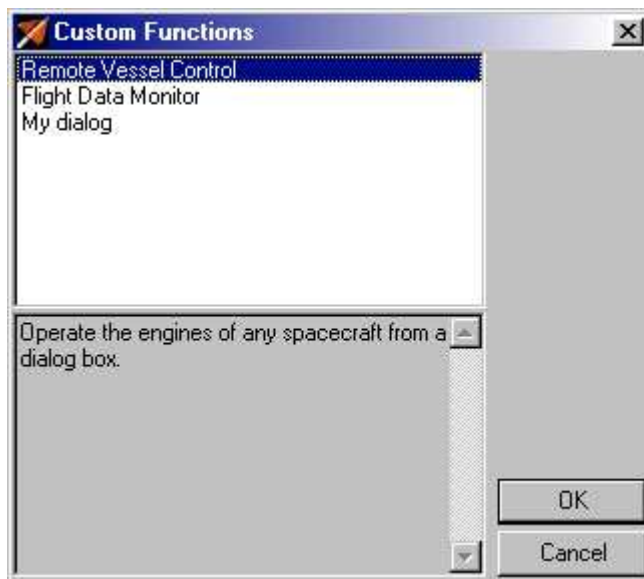 Custom Functions
Remote Vessel Control
Flight Data Monitor
My dialog
Operate the engines of any spacecraft from a
dialog box.
OK
Cancel